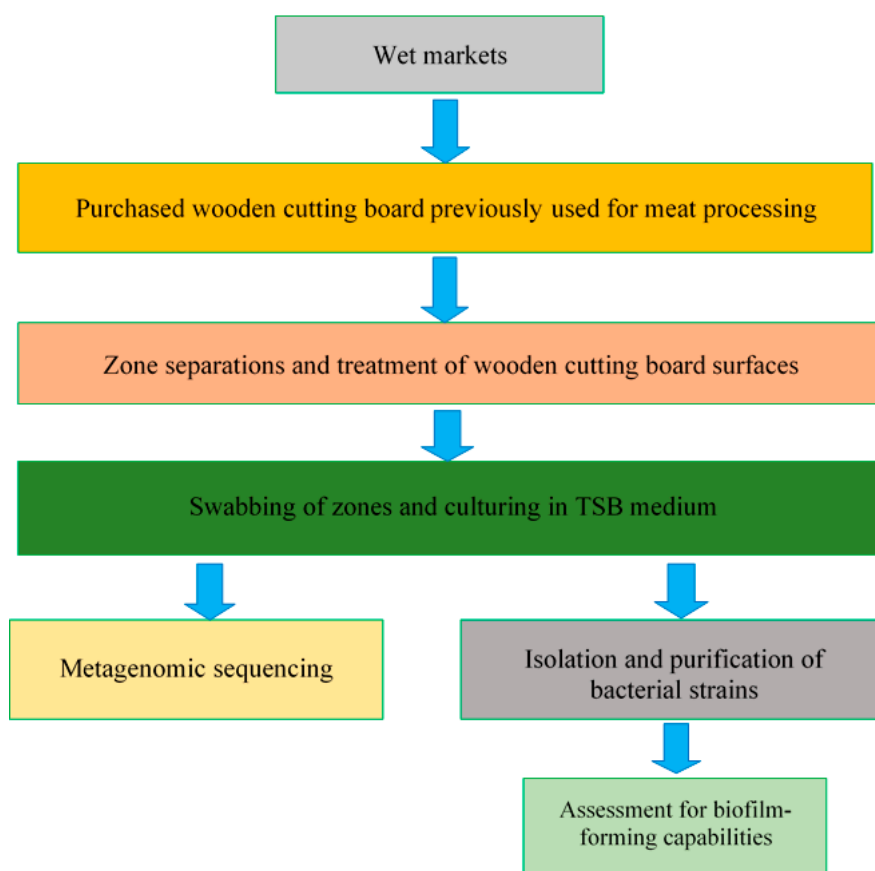 Wet markets
Purchased wooden cutting board previously used for meat processing
Zone separations and treatment of wooden cutting board surfaces
Swabbing of zones and culturing in TSB medium
Metagenomic sequencing
Isolation and purification of
bacterial strains
Assessment for biofilm-
forming capabilities